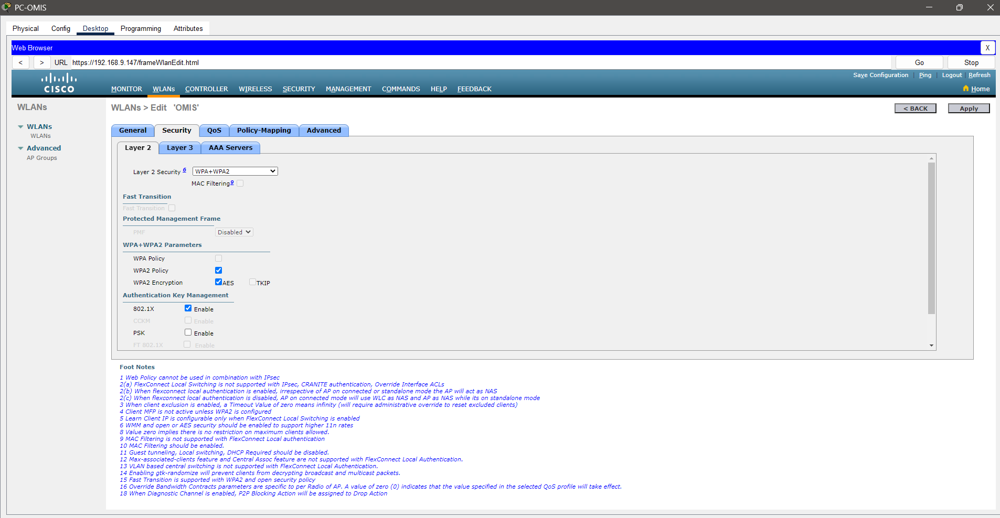 PC-OMIS
Physical Config Desktop Programming Attributes
Web Browser X
< > URL https://192.168.9.147/frameWlanEdit.html Go Stop
Save Configuration | Ping | Logout | Refresh
CISCO MONITOR WLANs CONTROLLER WIRELESS SECURITY MANAGEMENT COMMANDS HELP FEEDBACK Home
WLANs
WLANs
WLANs
Advanced
AP Groups
WLANs > Edit 'OMIS' < BACK Apply
General Security QoS Policy-Mapping Advanced
Layer 2 Layer 3 AAA Servers
Layer 2 Security 6 WPA+WPA2
MAC Filtering9
Fast Transition
Fast Transition
Protected Management Frame
PMF Disabled
WPA+WPA2 Parameters
WPA Policy
WPA2 Policy
WPA2 Encryption AES TKIP
Authentication Key Management
802.1X Enable
CCKM Enable
PSK Enable
FT 802.1X Enable
Foot Notes
1 Web Policy cannot be used in combination with IPsec
2(a) FlexConnect Local Switching is not supported with IPsec, CRANITE authentication, Override Interface ACLs
2(b) When flexconnect local authentication is enabled, irrespective of AP on connected or standalone mode the AP will act as NAS
2(c) When flexconnect local authentication is disabled, AP on connected mode will use WLC as NAS and AP as NAS while its on standalone mode
3 When client exclusion is enabled, a Timeout Value of zero means infinity (will require administrative override to reset excluded clients)
4 Client MFP is not active unless WPA2 is configured
5 Learn Client IP is configurable only when FlexConnect Local Switching is enabled
6 WMM and open or AES security should be enabled to support higher 11n rates
8 Value zero implies there is no restriction on maximum clients allowed.
9 MAC Filtering is not supported with FlexConnect Local authentication
10 MAC Filtering should be enabled.
11 Guest tunneling, Local switching, DHCP Required should be disabled.
12 Max-associated-clients feature and Central Assoc feature are not supported with FlexConnect Local Authentication.
13 VLAN based central switching is not supported with FlexConnect Local Authentication.
14 Enabling gtk-randomize will prevent clients from decrypting broadcast and multicast packets.
15 Fast Transition is supported with WPA2 and open security policy
16 Override Bandwidth Contracts parameters are specific to per Radio of AP. A value of zero (0) indicates that the value specified in the selected QoS profile will take effect.
18 When Diagnostic Channel is enabled, P2P Blocking Action will be assigned to Drop Action